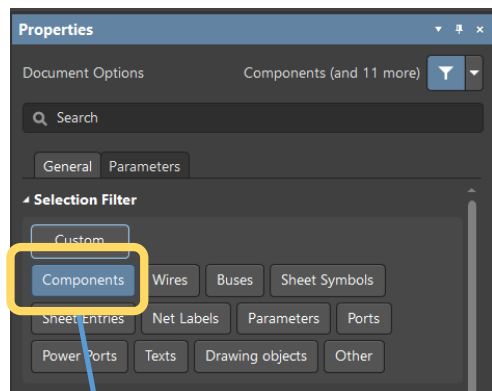 Properties
Document Options Components (and 11 more)
Search
General Parameters
Selection Filter
Custom
Components Wires Buses Sheet Symbols
Sheet Entries Net Labels Parameters Ports
Power Ports Texts Drawing objects Other